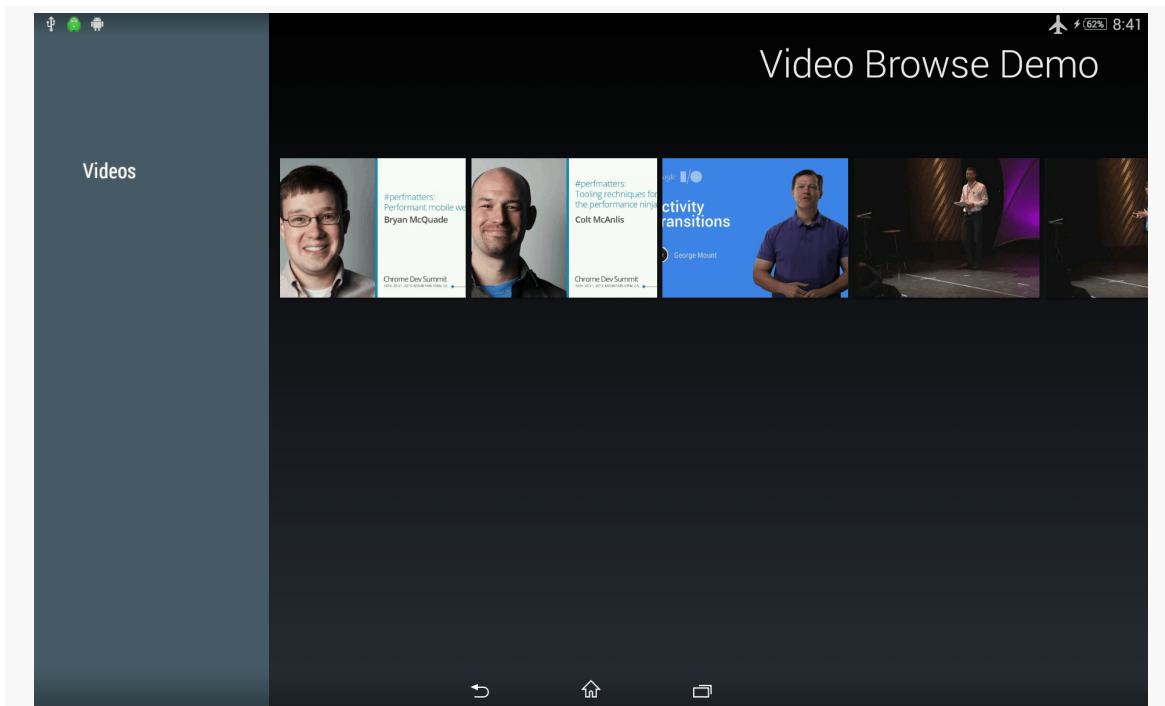 62% 8:41
Video Browse Demo
Videos
#perfmatters:
Performant mobile we
Bryan McQuade
Chrome Dev Summit
#perfmatters:
Tooling techniques for
the performance ninja
Colt McAnlis
Chrome Dev Summit
ogle I/O
ctivity
ransitions
George Mount